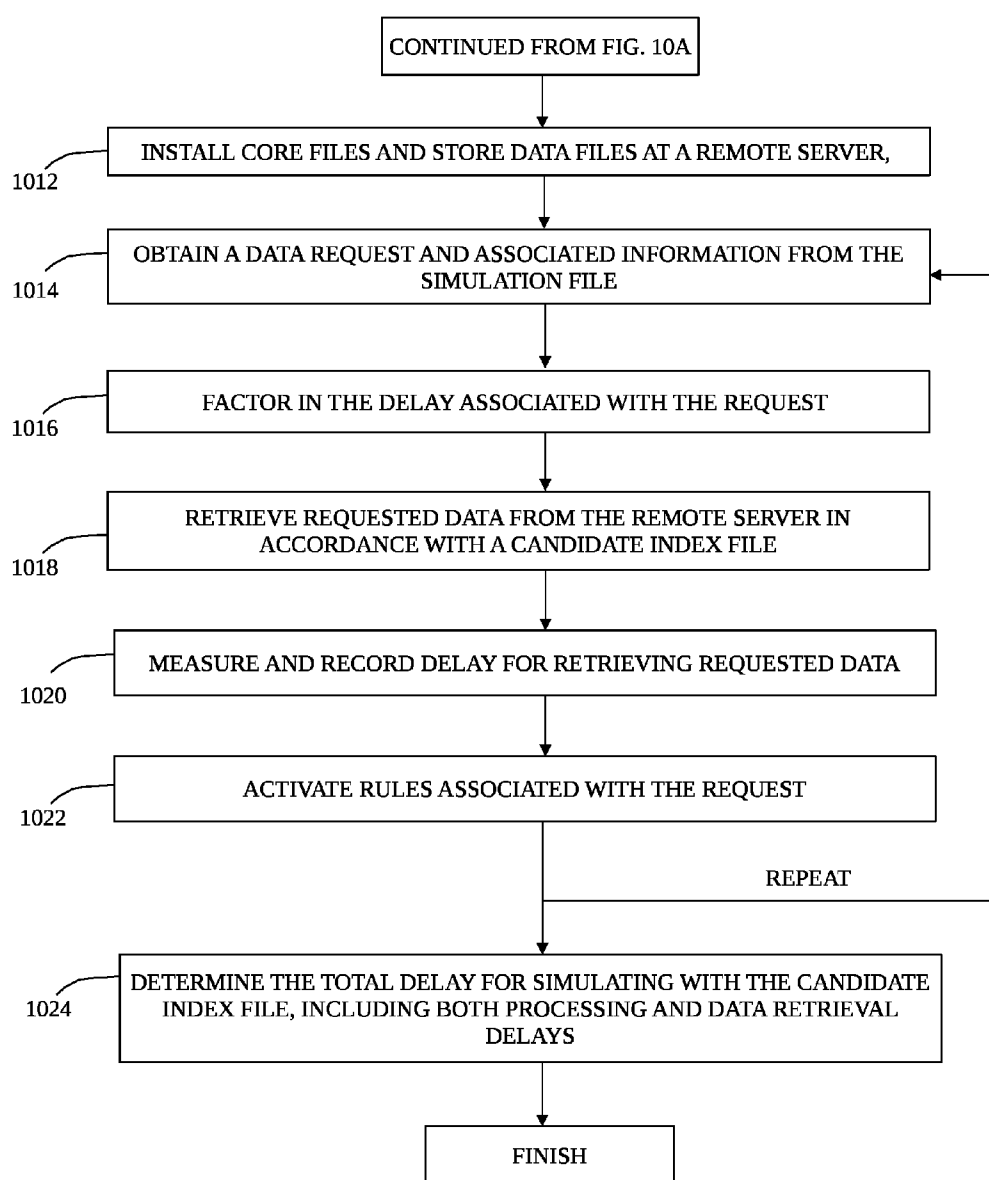 CONTINUED FROM FIG. 10A
INSTALL CORE FILES AND STORE DATA FILES AT A REMOTE SERVER,
1012
OBTAIN A DATA REQUEST AND ASSOCIATED INFORMATION FROM THE
SIMULATION FILE
1014
FACTOR IN THE DELAY ASSOCIATED WITH THE REQUEST
1016
RETRIEVE REQUESTED DATA FROM THE REMOTE SERVER IN
ACCORDANCE WITH A CANDIDATE INDEX FILE
1018
MEASURE AND RECORD DELAY FOR RETRIEVING REQUESTED DATA
1020
ACTIVATE RULES ASSOCIATED WITH THE REQUEST
1022
REPEAT
DETERMINE THE TOTAL DELAY FOR SIMULATING WITH THE CANDIDATE
INDEX FILE, INCLUDING BOTH PROCESSING AND DATA RETRIEVAL
DELAYS
1024
FINISH